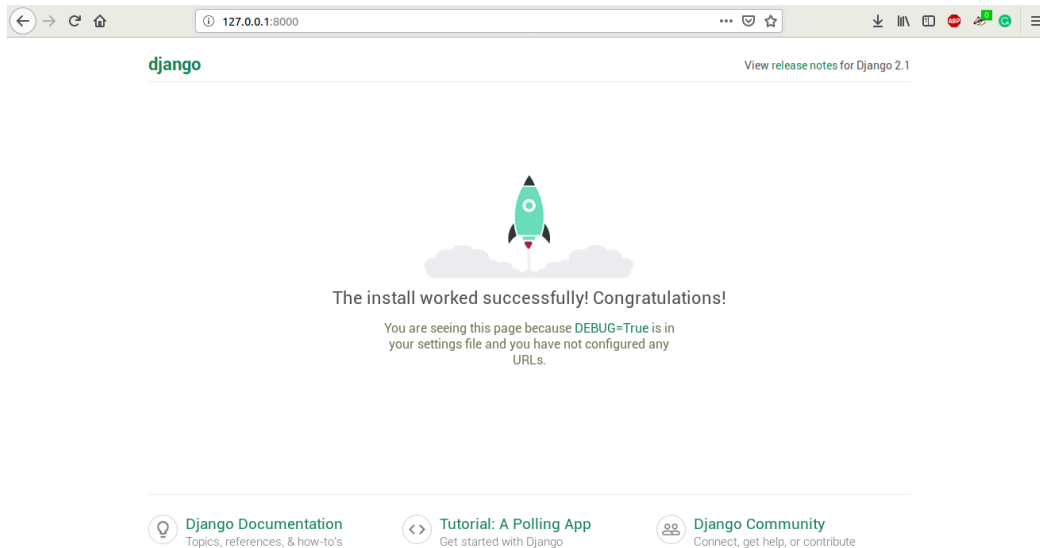 127.0.0.1:8000
ABP
0
G
django
View release notes for Django 2.1
The install worked successfully! Congratulations!
You are seeing this page because DEBUG=True is in
your settings file and you have not configured any
URLs.
Django Documentation
Topics, references, & how-to's
Tutorial: A Polling App
Get started with Django
Django Community
Connect, get help, or contribute